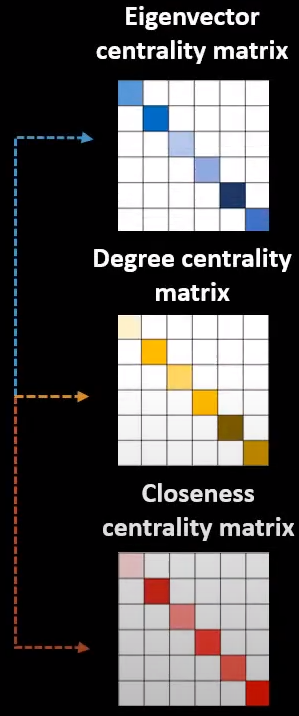 Eigenvector
centrality matrix
Degree centrality
matrix
Closeness
centrality matrix